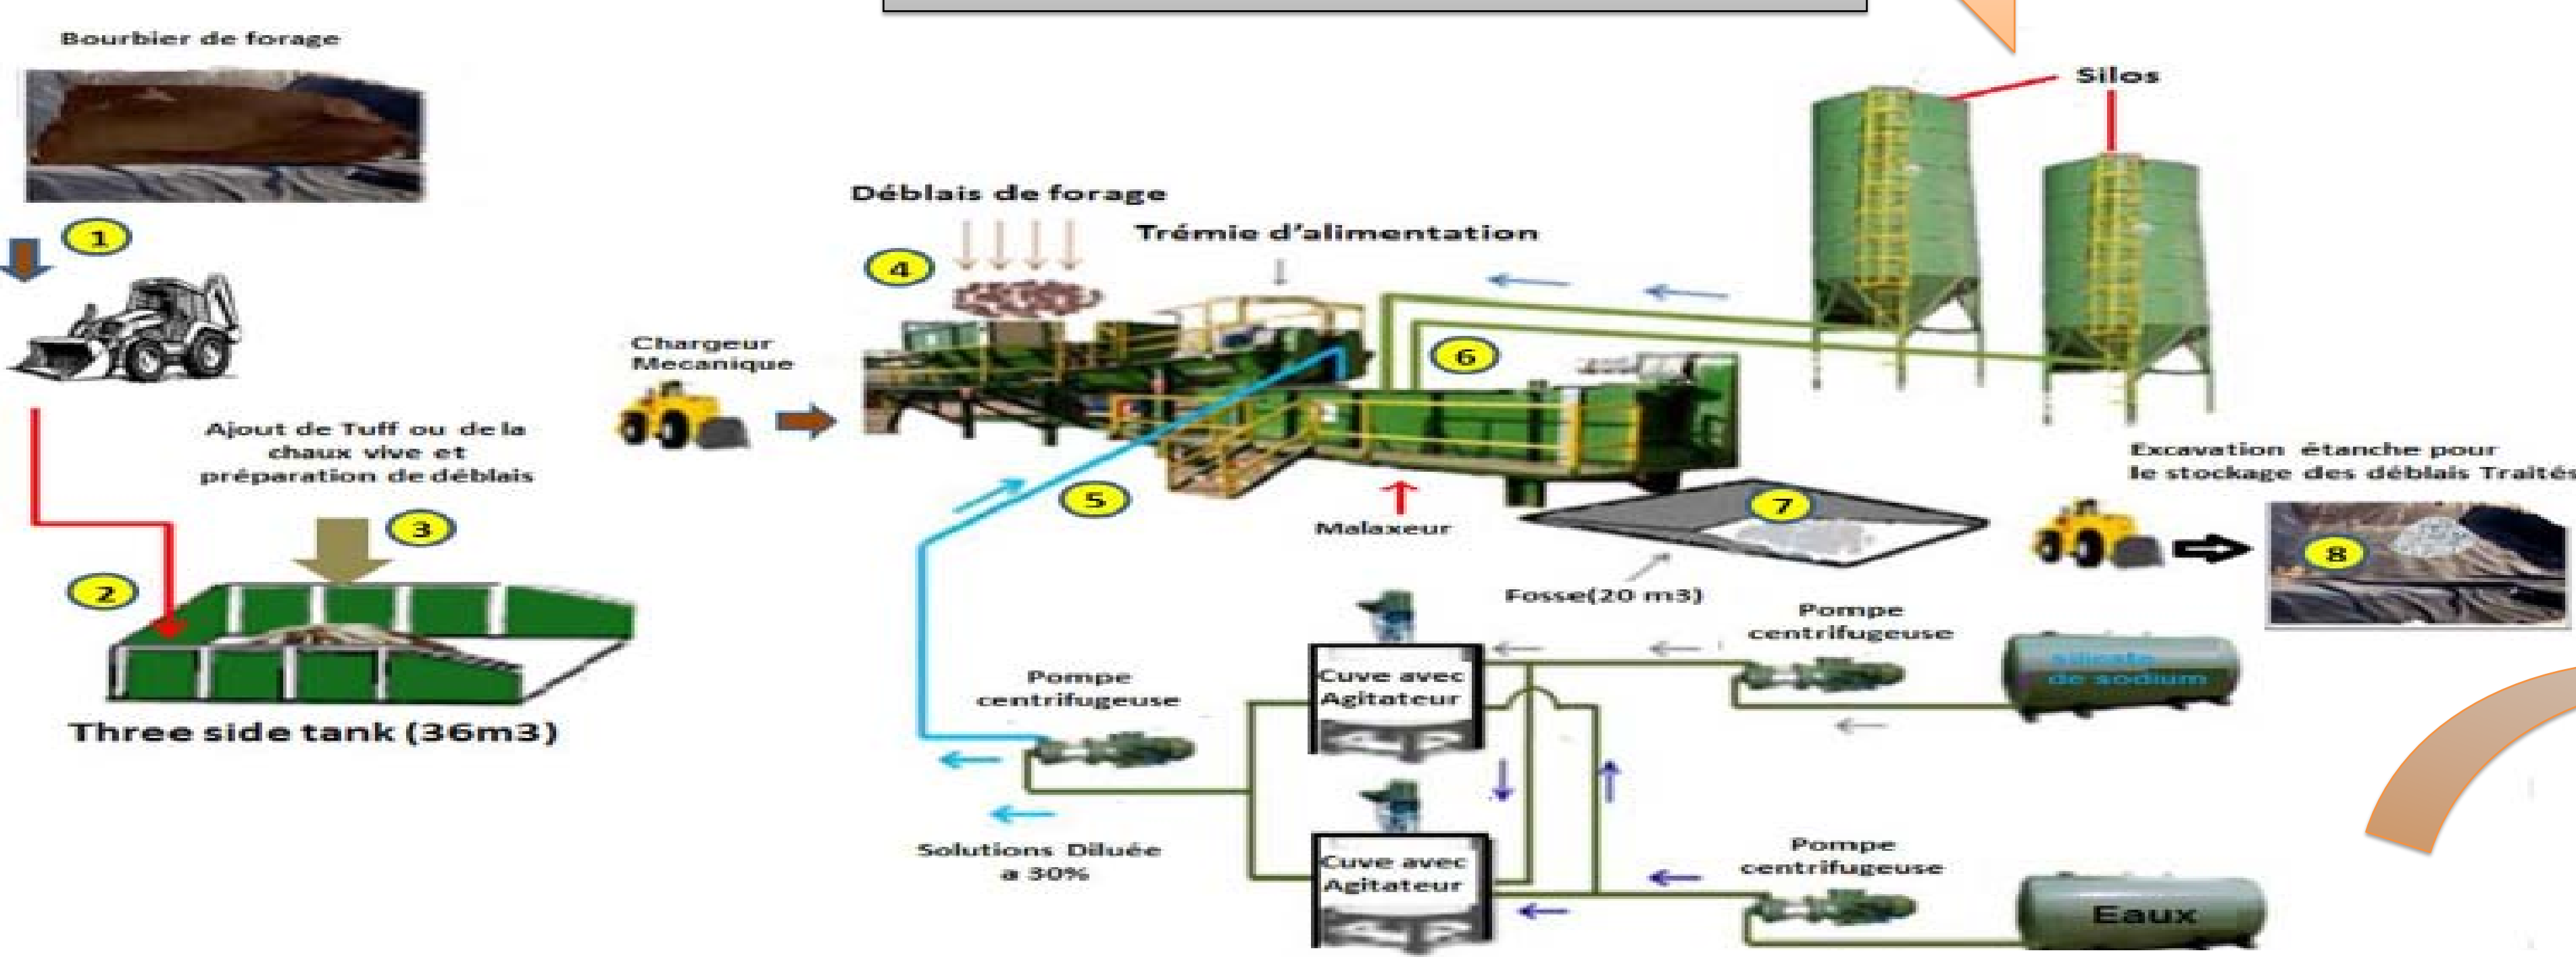 Bourbier de forage
1
Silos
Déblais de forage
Trémie d'alimentation
4
Chargeur
Mecanique
6
Ajout de Tuff ou de la
chaux vive et
préparation de déblais
3
5
Malaxeur
7
Excavation étanche pour
le stockage des déblais Traités
8
2
Fosse(20 m3)
Three side tank (36m3)
Pompe
centrifugeuse
silicate
de sodium
Cuve avec
Agitateur
Pompe
centrifugeuse
Solutions Diluée
a 30%
Cuve avec
Agitateur
Pompe
centrifugeuse
Eaux